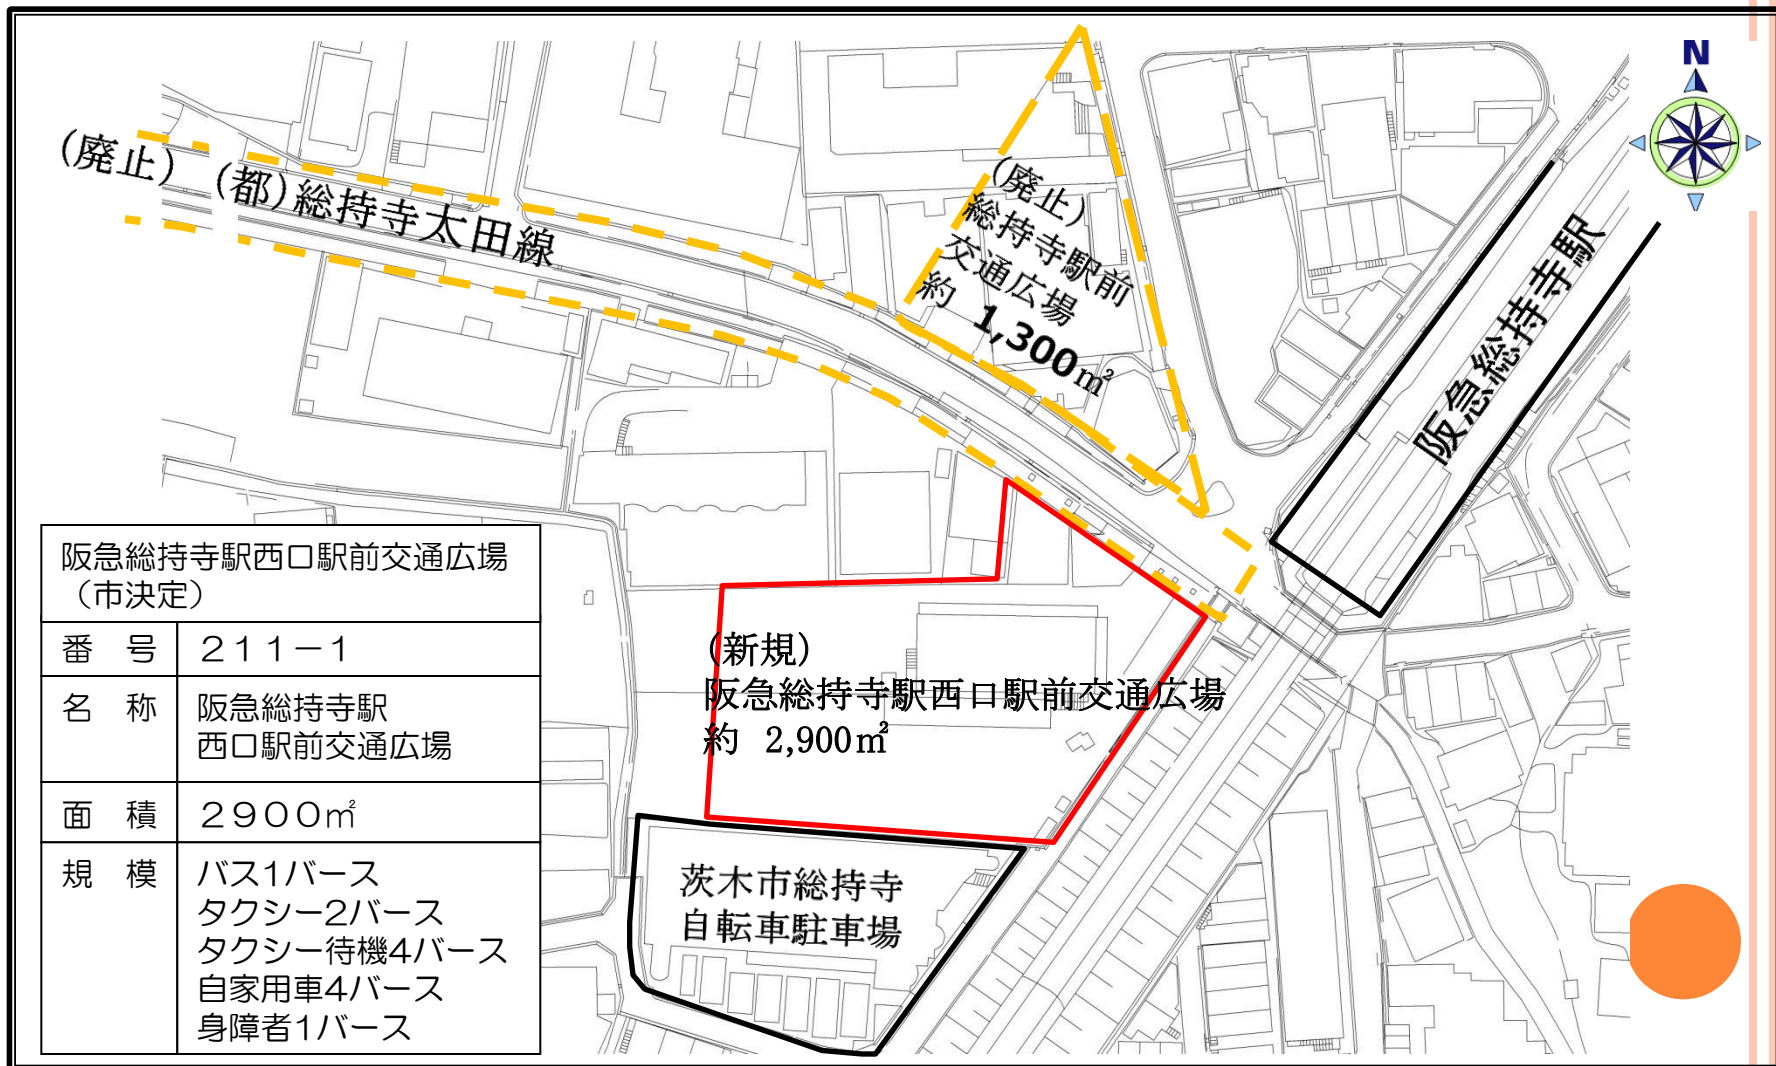 N
(廃止) (都)総持寺太田線
(廃止)
総持寺駅前
交通広場
約 1,300㎡
阪急総持寺駅
(新規)
阪急総持寺駅西口駅前交通広場
約 2,900㎡
茨木市総持寺
自転車駐車場
阪急総持寺駅西口駅前交通広場
（市決定）
番　号 ２１１－１
名　称 阪急総持寺駅
西口駅前交通広場
面　積 ２９００㎡
規　模 バス1バース
タクシー2バース
タクシー待機4バース
自家用車4バース
身障者1バース